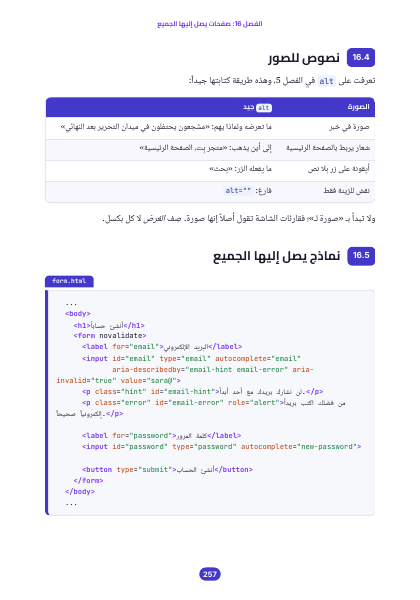 الفصل 16: صفحات يصل إليها الجميع
16.4 نصوص للصور
تعرفت على alt في الفصل 5، وهذه طريقة كتابتها جيداً:
الصورة alt جيد
صورة في خبر ما تعرضه ولماذا يهم: «مشجعون يحتفلون في ميدان التحرير بعد النهائي»
شعار يربط بالصفحة الرئيسية إلى أين يذهب: «متجر بِت، الصفحة الرئيسية»
أيقونة على زر بلا نص ما يفعله الزر: «بحث»
نقش للزينة فقط فارغ: alt=""
ولا تبدأ بـ «صورة لـ»؛ فقارئات الشاشة تقول أصلاً إنها صورة. صِف الغرض لا كل بكسل.
16.5 نماذج يصل إليها الجميع
form.html
...
<body>
<h1>أنشئ حساباً</h1>
<form novalidate>
<label for="email">البريد الإلكتروني</label>
<input id="email" type="email" autocomplete="email"
aria-describedby="email-hint email-error" aria-
invalid="true" value="sara@">
<p class="hint" id="email-hint">لن نشارك بريدك مع أحد أبداً.</p>
<p class="error" id="email-error" role="alert">من فضلك اكتب بريداً
إلكترونياً صحيحاً.</p>
<label for="password">كلمة المرور</label>
<input id="password" type="password" autocomplete="new-password">
<button type="submit">أنشئ الحساب</button>
</form>
</body>
...
257